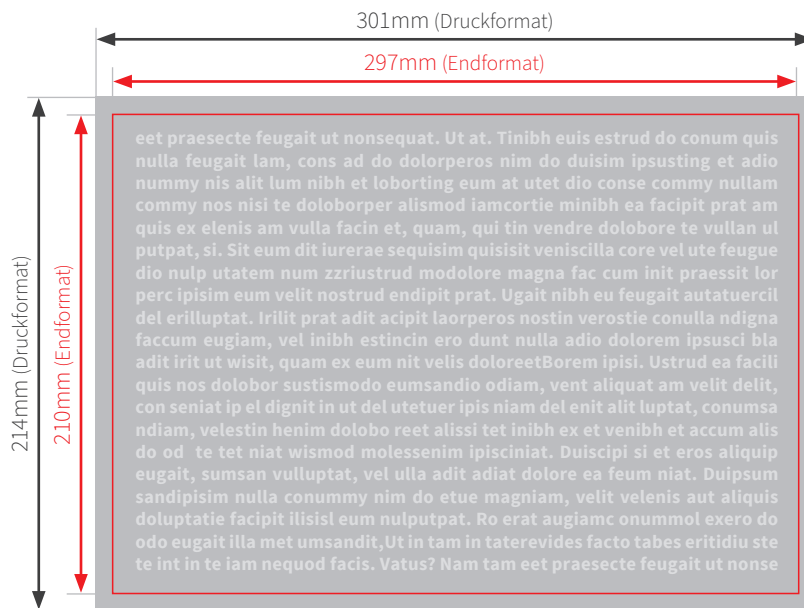 301mm (Druckformat)
297mm (Endformat)
214mm (Druckformat)
210mm (Endformat)
eet praesecte feugait ut nonsequat. Ut at. Tinibh euis estrud do conum quis
nulla feugait lam, cons ad do dolorperos nim do duisim ipsusting et adio
nummy nis alit lum nibh et loborting eum at utet dio conse commy nullam
commy nos nisi te doloborper alismod iamcortie minibh ea facipit prat am
quis ex elenis am vulla facin et, quam, qui tin vendre dolobore te vullan ul
putpat, si. Sit eum dit iurerae sequisim quisisit veniscilla core vel ute feugue
dio nulp utatem num zzriustrud modolore magna fac cum init praessit lor
perc ipisim eum velit nostrud endipit prat. Ugait nibh eu feugait autatuercil
del erilluptat. Irilit prat adit acipit laorperos nostin verostie conulla ndigna
faccum eugiam, vel inibh estincin ero dunt nulla adio dolorem ipsusci bla
adit irit ut wisit, quam ex eum nit velis doloreetBorem ipisi. Ustrud ea facili
quis nos dolobor sustismodo eumsandio odiam, vent aliquat am velit delit,
con seniat ip el dignit in ut del utetuer ipis niam del enit alit luptat, conumsa
ndiam, velestin henim dolobo reet alissi tet inibh ex et venibh et accum alis
do od  te tet niat wismod molessenim ipisciniat. Duiscipi si et eros aliquip
eugait, sumsan vulluptat, vel ulla adit adiat dolore ea feum niat. Duipsum
sandipisim nulla conummy nim do etue magniam, velit velenis aut aliquis
doluptatie facipit ilisisl eum nulputpat. Ro erat augiamc onummol exero do
odo eugait illa met umsandit,Ut in tam in taterevides facto tabes eritidiu ste
te int in te iam nequod facis. Vatus? Nam tam eet praesecte feugait ut nonse